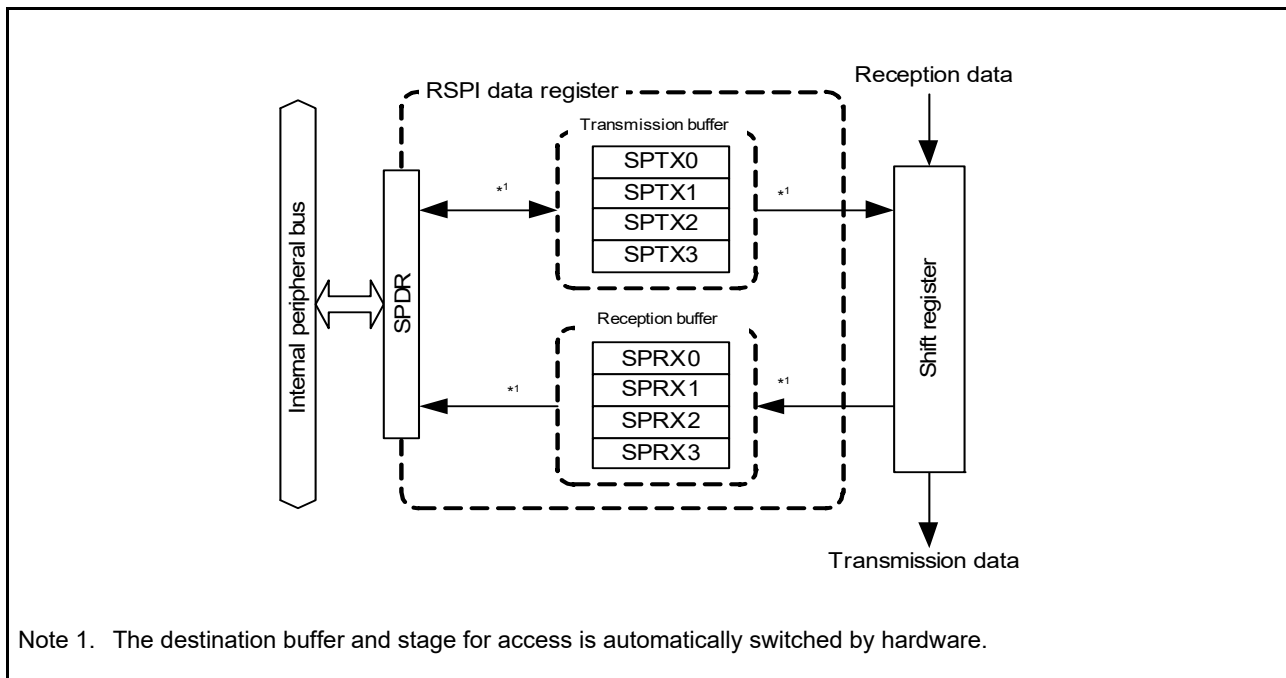 Reception data
RSPI data register
Transmission buffer
SPTX0
SPTX1
SPTX2
SPTX3
*1
*1
Internal peripheral bus
SPDR
Shift register
Reception buffer
SPRX0
SPRX1
SPRX2
SPRX3
*1
*1
Transmission data
Note 1. The destination buffer and stage for access is automatically switched by hardware.